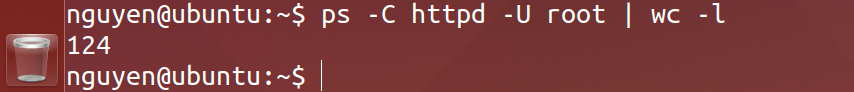 nguyen@ubuntu:~$ ps -C httpd -U root | wc -l
124
nguyen@ubuntu:~$